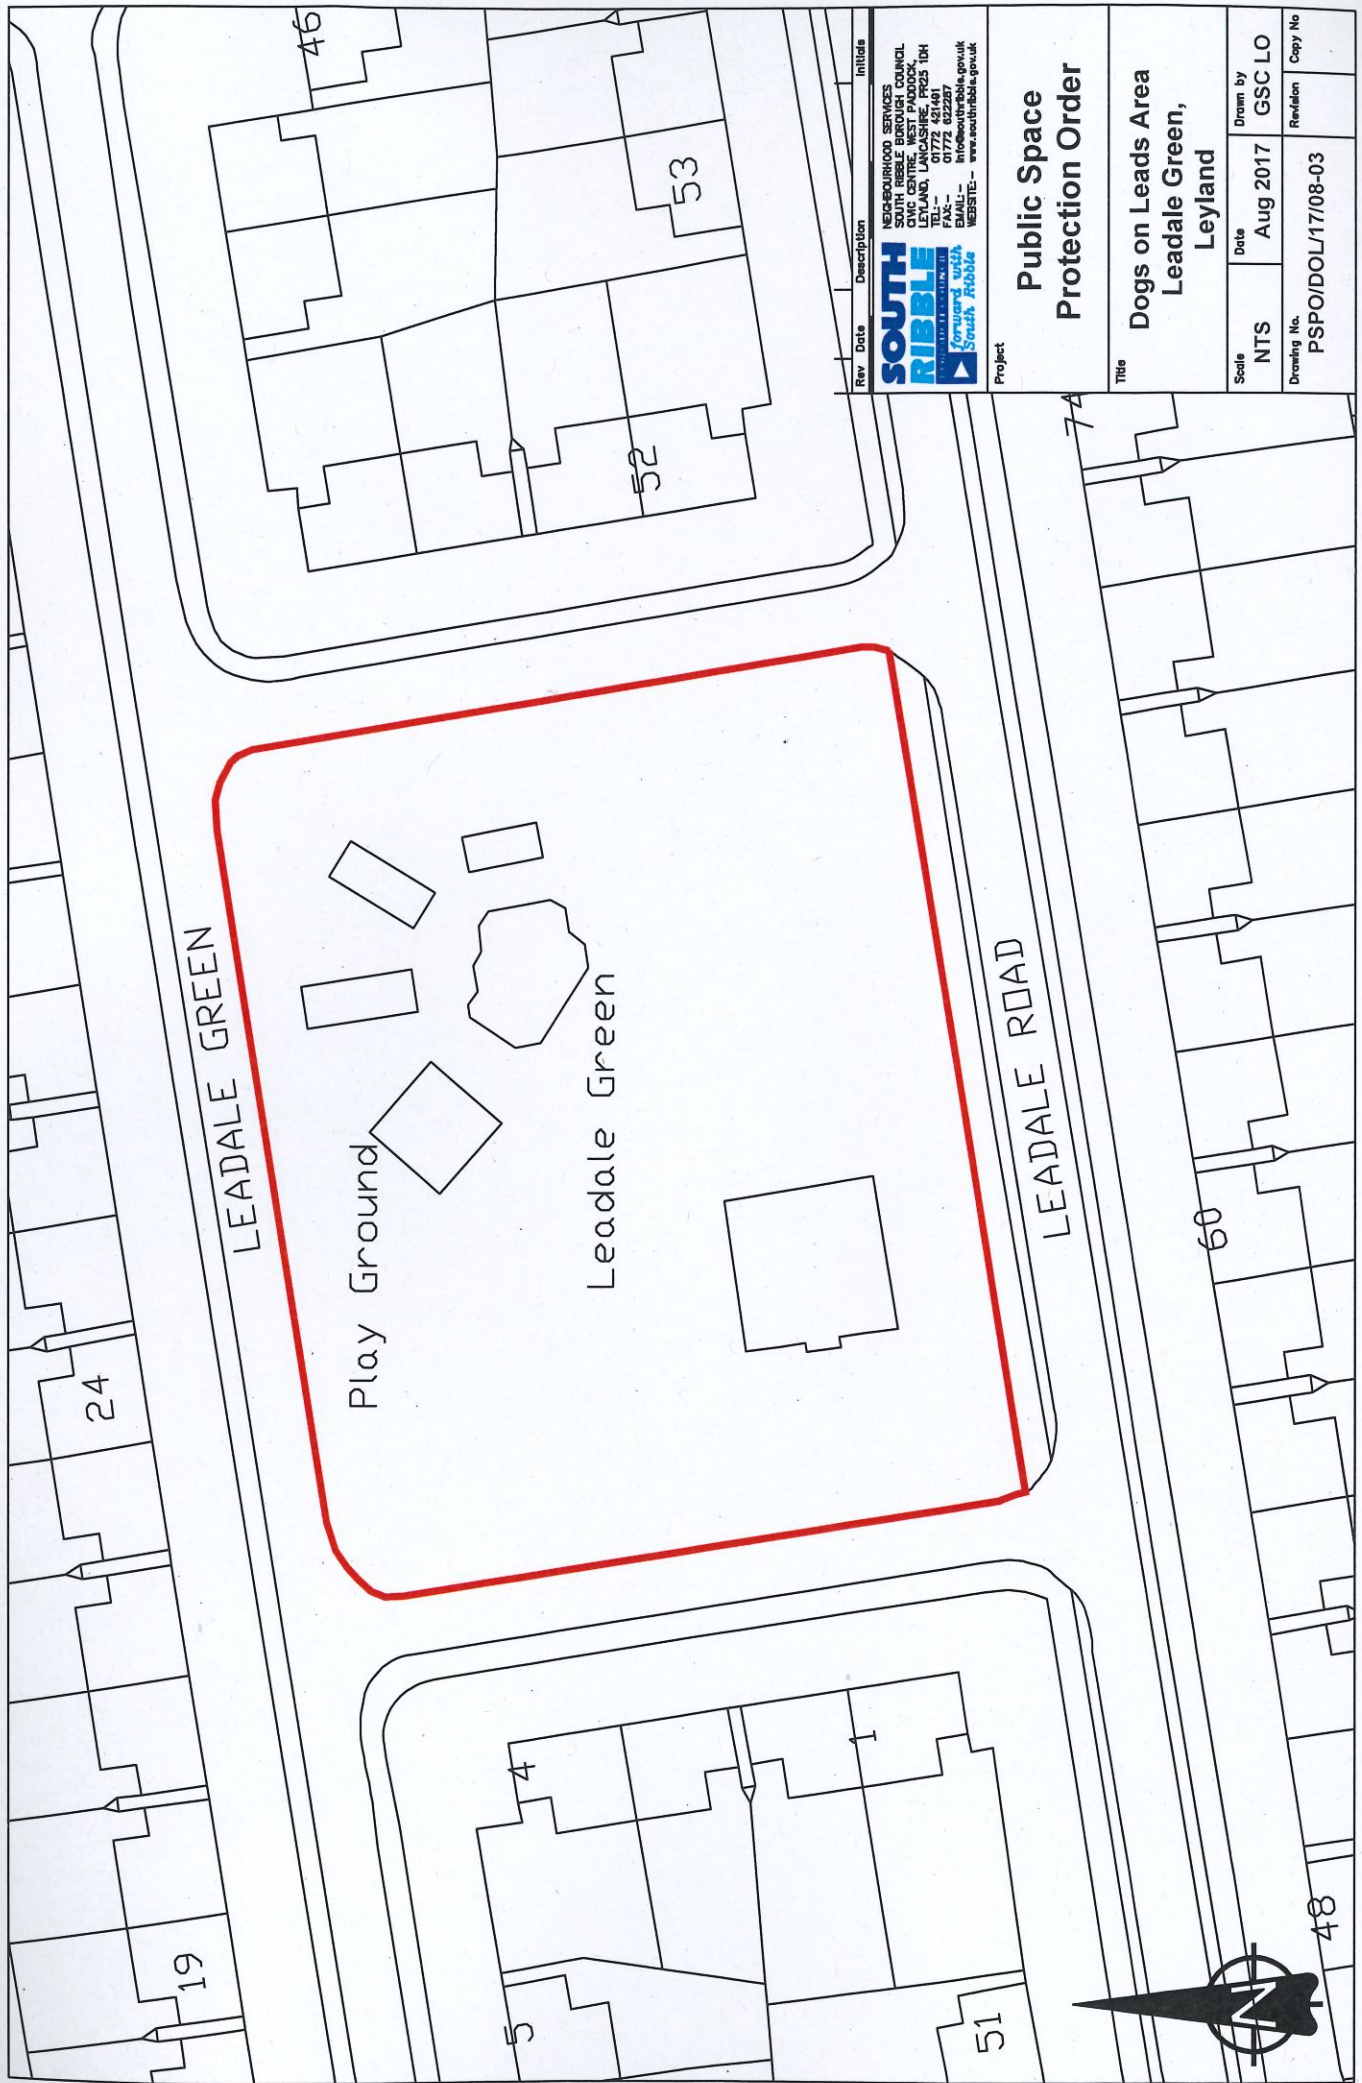 46
53
52
74
24
19
4
1
5
51
60
48
LEADALE GREEN
Play Ground
Leadale Green
LEADALE ROAD
N
Rev Date Description Initials
SOUTH
RIBBLE
BOROUGH COUNCIL
forward with
South Ribble
NEIGHBOURHOOD SERVICES
SOUTH RIBBLE BOROUGH COUNCIL
CIVIC CENTRE, WEST PADDOCK,
LEYLAND, LANCASHIRE, PR25 1DH
TEL:- 01772 421491
FAX:- 01772 622287
EMAIL:- info@southribble.gov.uk
WEBSITE:- www.southribble.gov.uk
Project
Public Space
Protection Order
Title
Dogs on Leads Area
Leadale Green,
Leyland
Scale Date Drawn by
NTS Aug 2017 GSC LO
Drawing No. Revision Copy No
PSPO/DOL/17/08-03